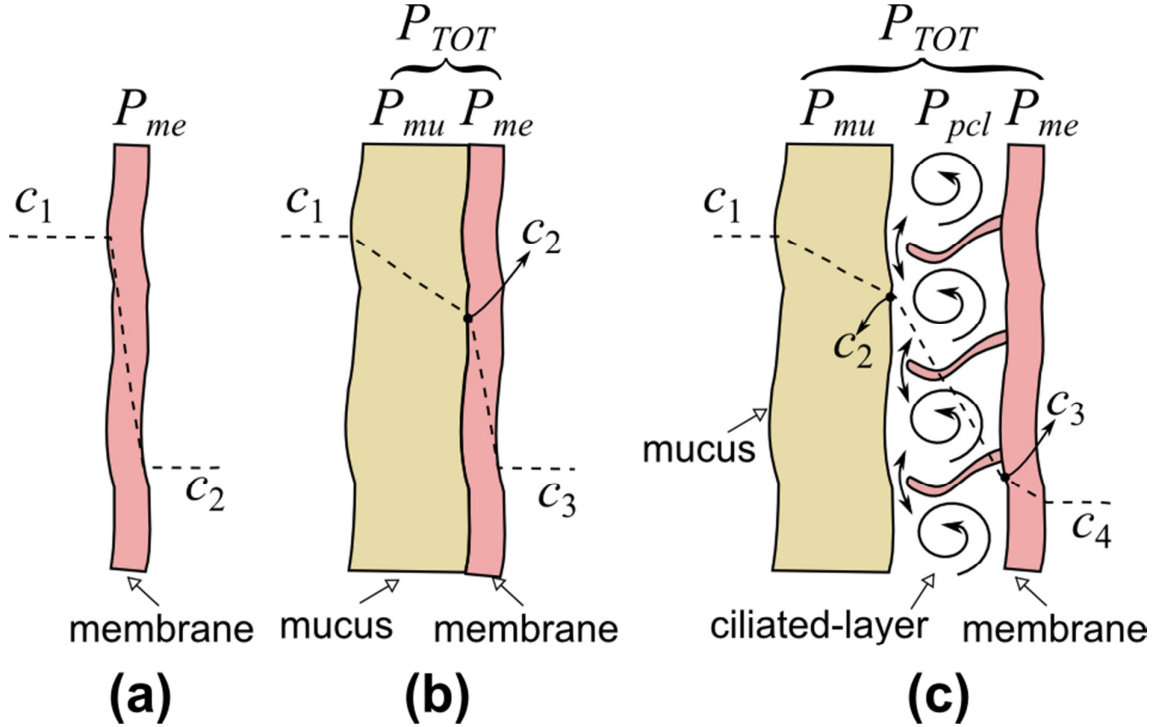 P_TOT
P_TOT
P_me
P_mu P_me
P_mu P_pcl P_me
c_1
c_2
c_1
c_2
c_3
c_1
c_2
c_3
c_4
membrane
mucus
membrane
mucus
ciliated-layer
membrane
(a)
(b)
(c)